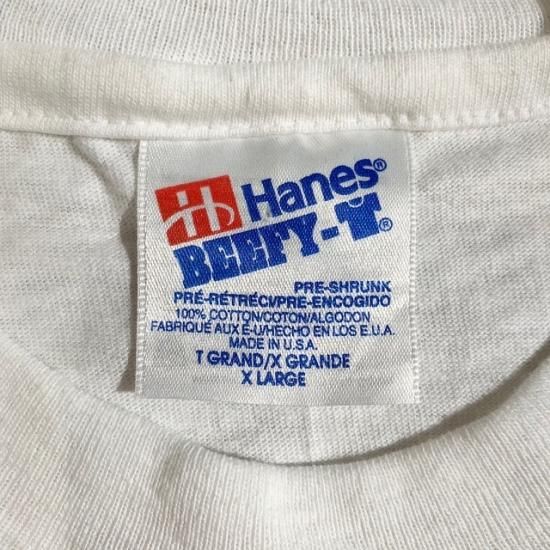 Hanes®
BEEFY-T®
PRE-SHRUNK
PRÉ-RÉTRÉCI/PRE-ENCOGIDO
100% COTTON/COTON/ALGODON
FABRIQUÉ AUX É-U/HECHO EN LOS E.U.A.
MADE IN U.S.A.
T GRAND/X GRANDE
X LARGE